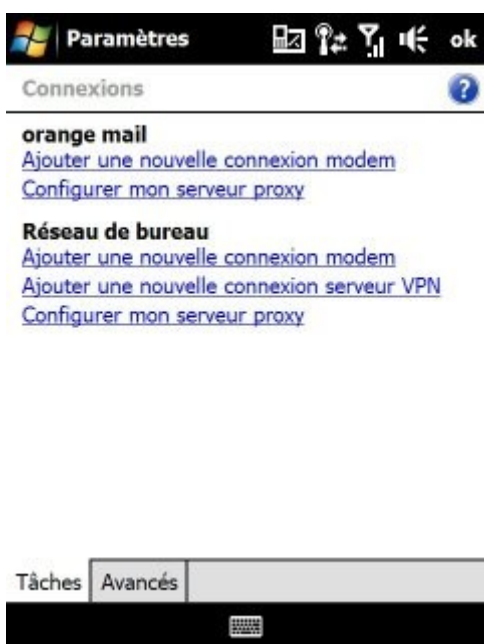 Paramètres ok
Connexions ?
orange mail
Ajouter une nouvelle connexion modem
Configurer mon serveur proxy
Réseau de bureau
Ajouter une nouvelle connexion modem
Ajouter une nouvelle connexion serveur VPN
Configurer mon serveur proxy
Tâches Avancés